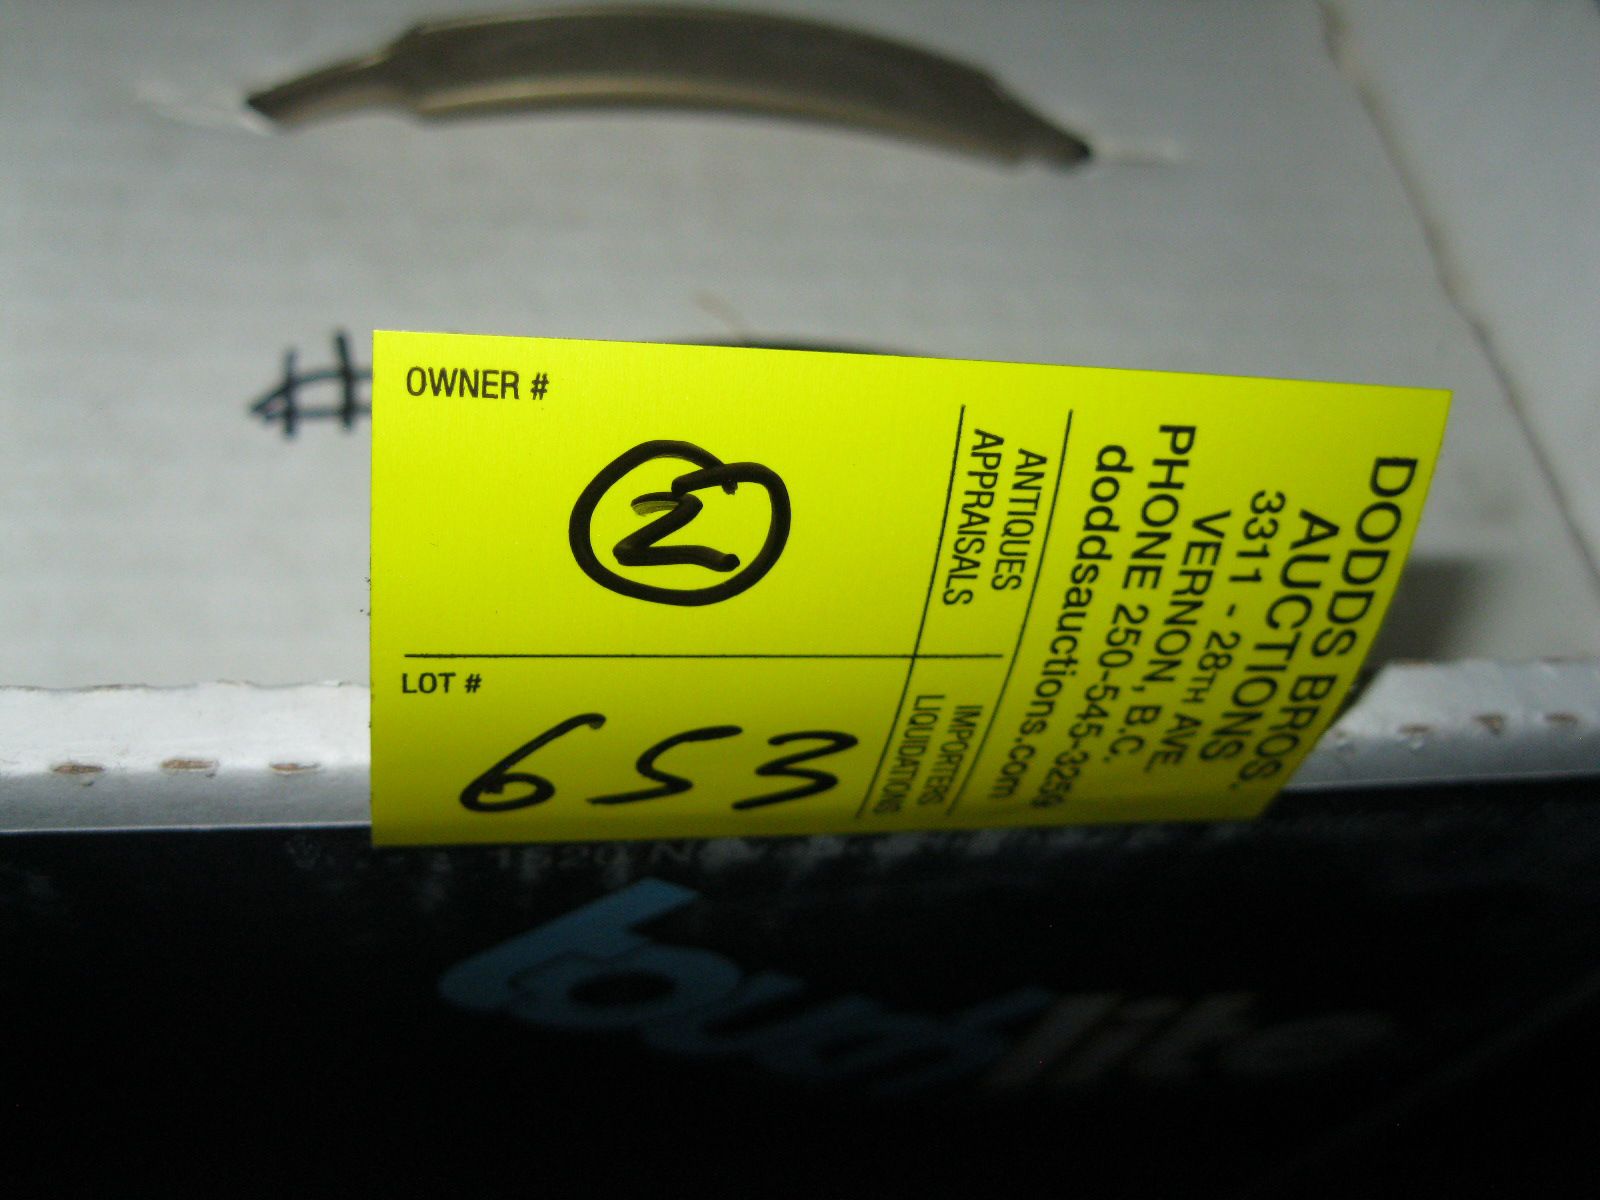 #
OWNER #
2
LOT #
653
DODDS BROS.
AUCTIONS
3311 - 28TH AVE
VERNON, B.C.
PHONE 250-545-3259
doddsauctions.com
ANTIQUES
APPRAISALS
IMPORTERS
LIQUIDATIONS